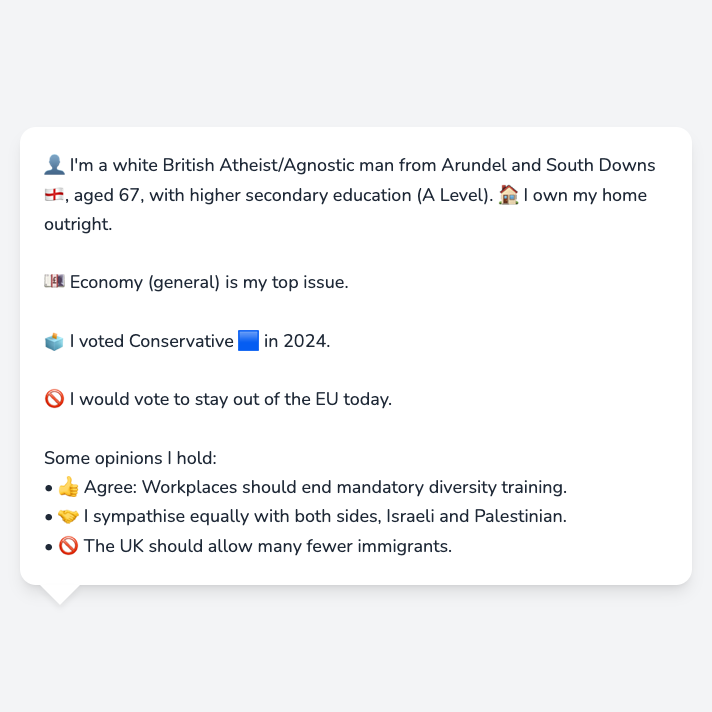 👤 I'm a white British Atheist/Agnostic man from Arundel and South Downs
🏴󠁧󠁢󠁥󠁮󠁧󠁿, aged 67, with higher secondary education (A Level). 🏠 I own my home
outright.
💷 Economy (general) is my top issue.
🗳️ I voted Conservative 🟦 in 2024.
🚫 I would vote to stay out of the EU today.
Some opinions I hold:
• 👍 Agree: Workplaces should end mandatory diversity training.
• 🤝 I sympathise equally with both sides, Israeli and Palestinian.
• 🚫 The UK should allow many fewer immigrants.